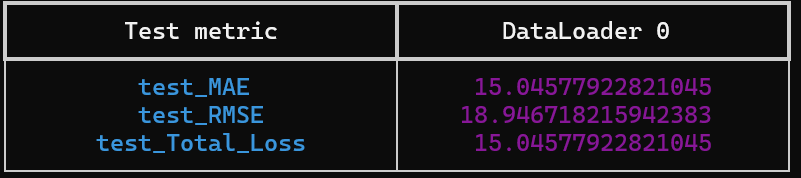 Test metric DataLoader 0
test_MAE 15.04577922821045
test_RMSE 18.946718215942383
test_Total_Loss 15.04577922821045